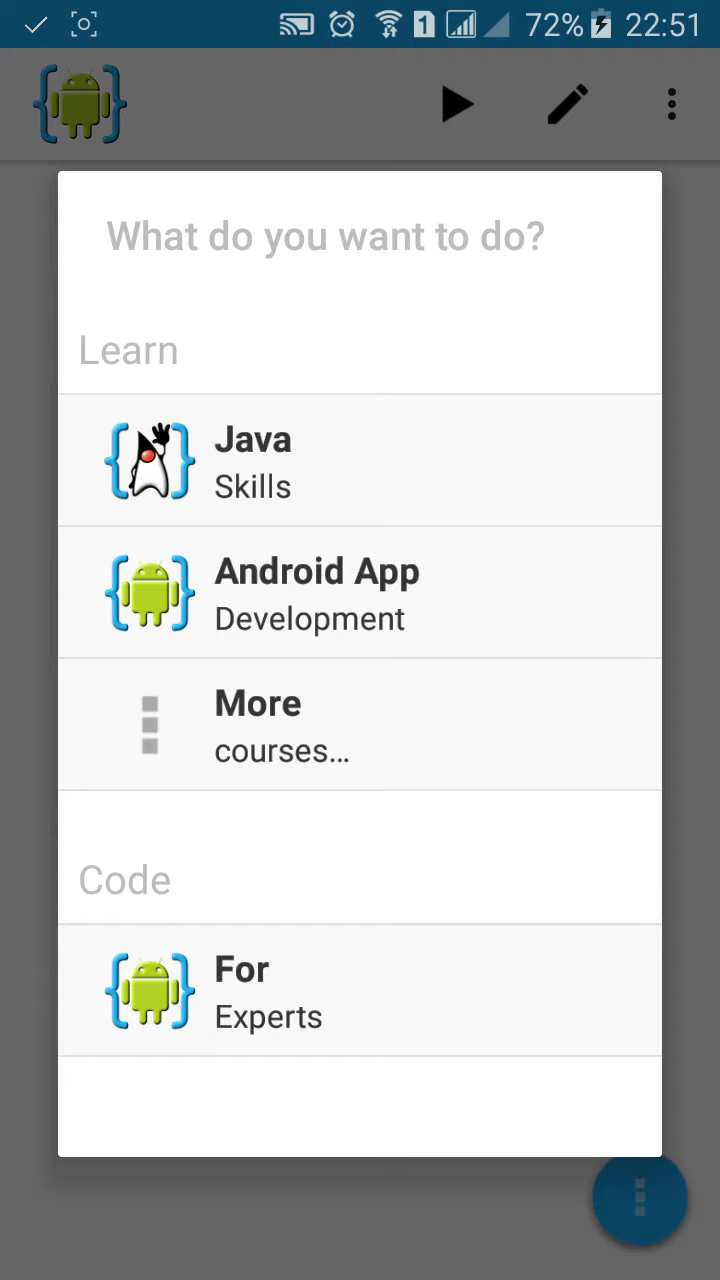 1 72% 22:51
What do you want to do?
Learn
Java
Skills
Android App
Development
More
courses...
Code
For
Experts